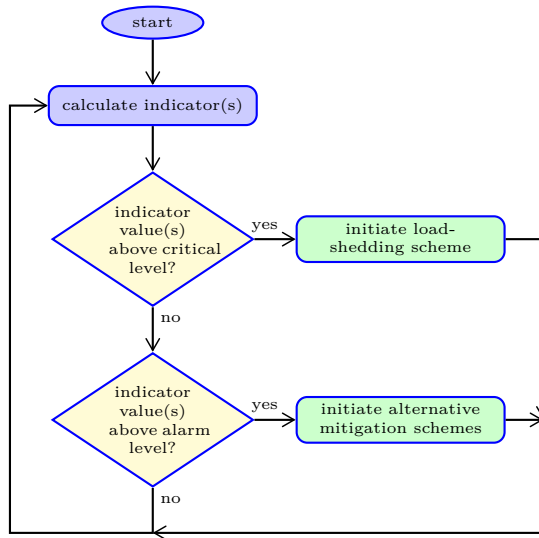 start
calculate indicator(s)
indicator
value(s)
above critical
level?
yes
initiate load-
shedding scheme
no
indicator
value(s)
above alarm
level?
yes
initiate alternative
mitigation schemes
no